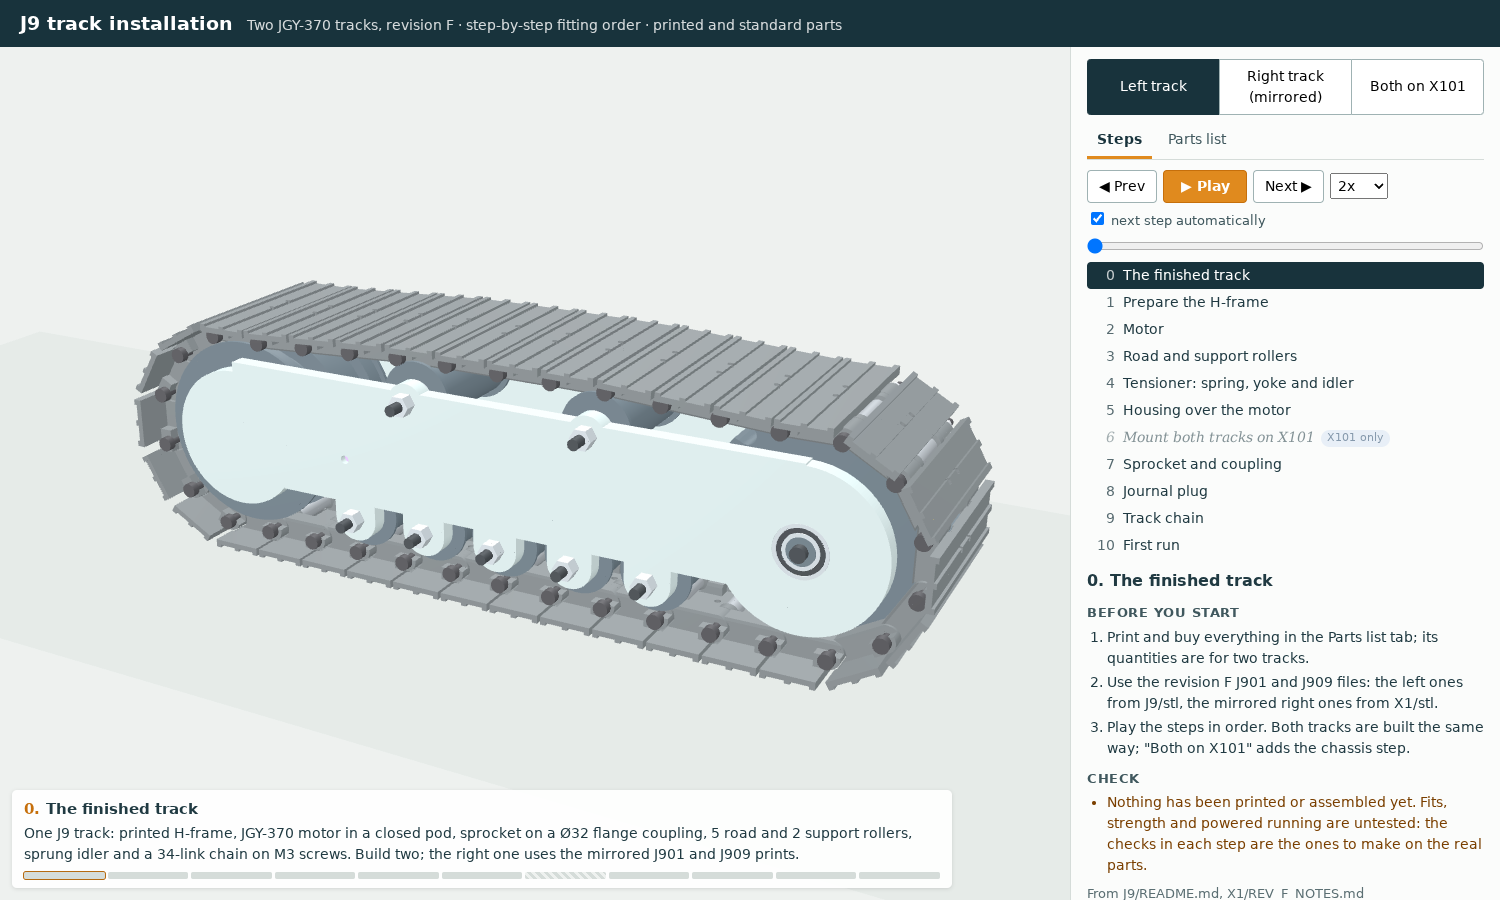 J9 track installation
Two JGY-370 tracks, revision F · step-by-step fitting order · printed and standard parts
Left track
Right track
(mirrored)
Both on X101
Steps
Parts list
◀ Prev
▶ Play
Next ▶
2x
next step automatically
0 The finished track
1 Prepare the H-frame
2 Motor
3 Road and support rollers
4 Tensioner: spring, yoke and idler
5 Housing over the motor
6 Mount both tracks on X101 X101 only
7 Sprocket and coupling
8 Journal plug
9 Track chain
10 First run
0. The finished track
BEFORE YOU START
1. Print and buy everything in the Parts list tab; its
quantities are for two tracks.
2. Use the revision F J901 and J909 files: the left ones
from J9/stl, the mirrored right ones from X1/stl.
3. Play the steps in order. Both tracks are built the same
way; "Both on X101" adds the chassis step.
CHECK
• Nothing has been printed or assembled yet. Fits,
strength and powered running are untested: the
checks in each step are the ones to make on the real
parts.
From J9/README.md, X1/REV_F_NOTES.md
0. The finished track
One J9 track: printed H-frame, JGY-370 motor in a closed pod, sprocket on a Ø32 flange coupling, 5 road and 2 support rollers,
sprung idler and a 34-link chain on M3 screws. Build two; the right one uses the mirrored J901 and J909 prints.